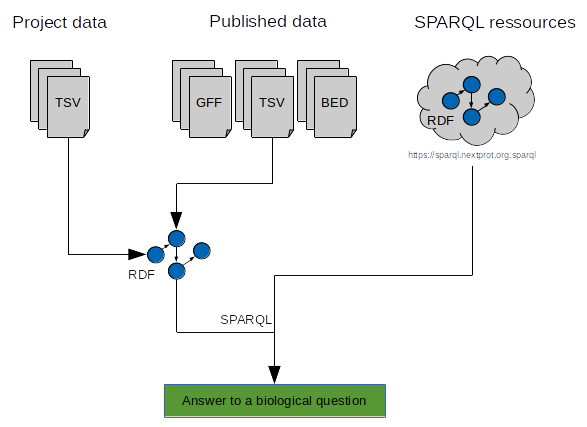 Project data
Published data
SPARQL ressources
TSV
GFF
TSV
BED
RDF
https://sparql.nextprot.org.sparql
RDF
SPARQL
Answer to a biological question